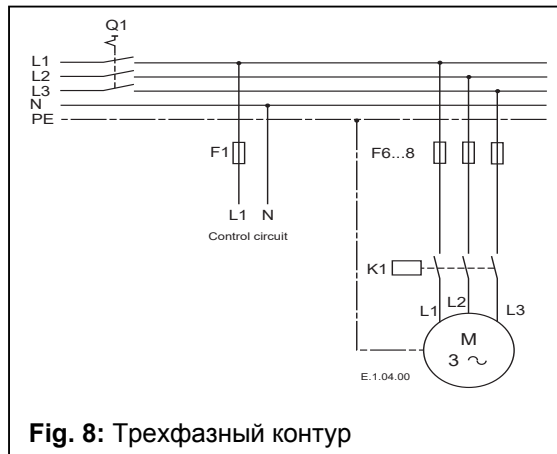 Q1
L1
L2
L3
N
PE
F1
F6...8
L1 N
Control circuit
K1
L1
L2
L3
M
3 ~
E.1.04.00
Fig. 8: Трехфазный контур